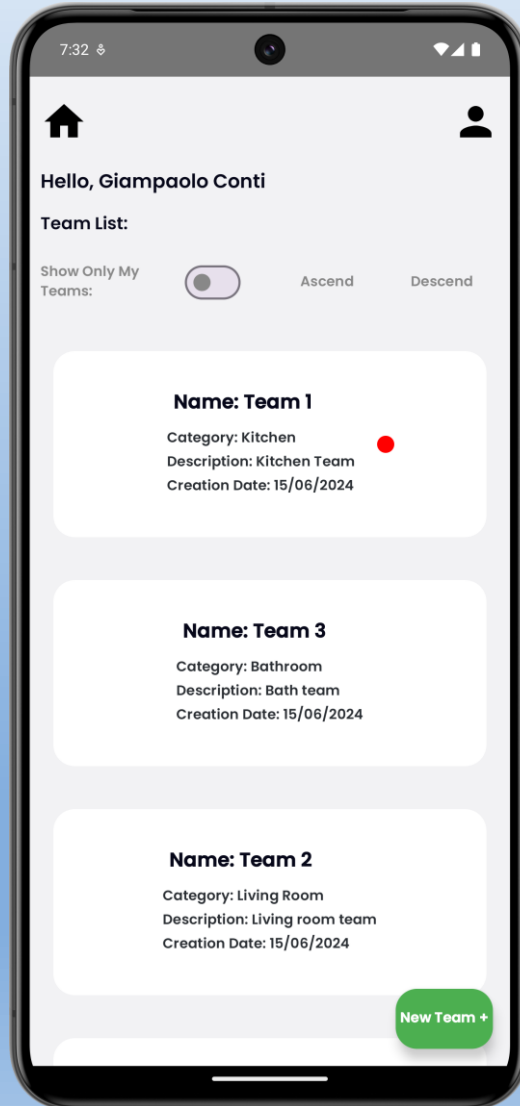 7:32
Hello, Giampaolo Conti
Team List:
Show Only My
Teams:
Ascend
Descend
Name: Team 1
Category: Kitchen
Description: Kitchen Team
Creation Date: 15/06/2024
Name: Team 3
Category: Bathroom
Description: Bath team
Creation Date: 15/06/2024
Name: Team 2
Category: Living Room
Description: Living room team
Creation Date: 15/06/2024
New Team +